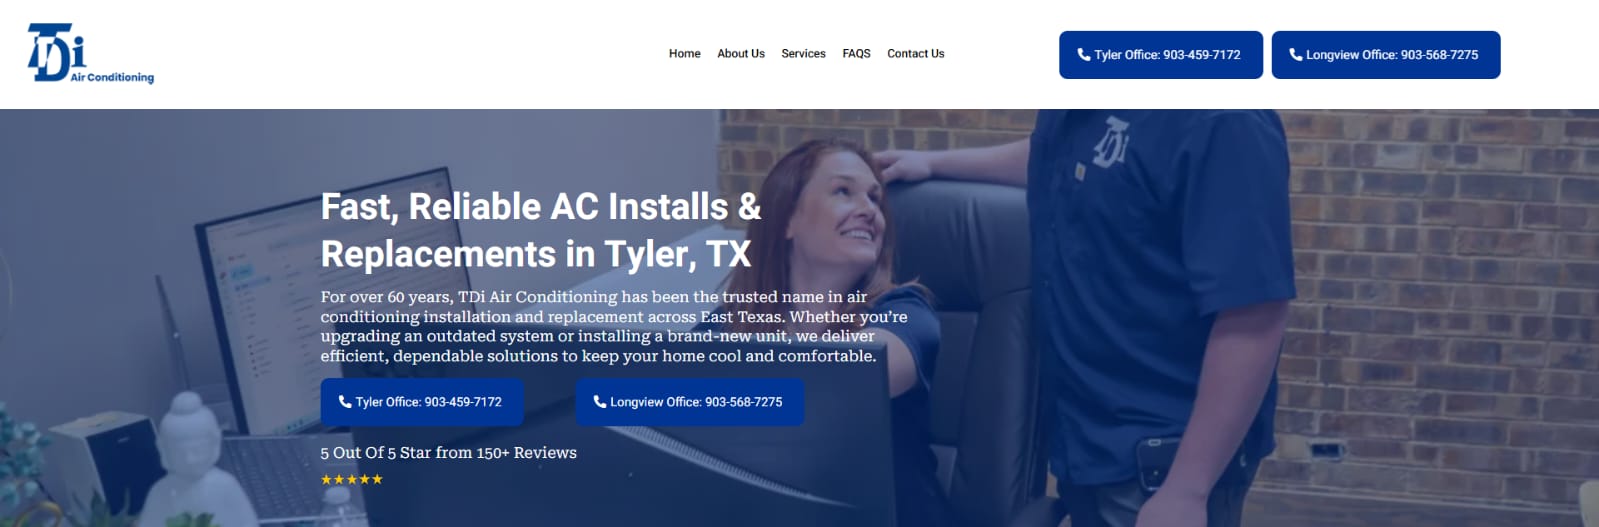 TDi
Air Conditioning
Home About Us Services FAQS Contact Us
Tyler Office: 903-459-7172
Longview Office: 903-568-7275
TDi
Fast, Reliable AC Installs &
Replacements in Tyler, TX
For over 60 years, TDi Air Conditioning has been the trusted name in air
conditioning installation and replacement across East Texas. Whether you’re
upgrading an outdated system or installing a brand-new unit, we deliver
efficient, dependable solutions to keep your home cool and comfortable.
Tyler Office: 903-459-7172
Longview Office: 903-568-7275
5 Out Of 5 Star from 150+ Reviews